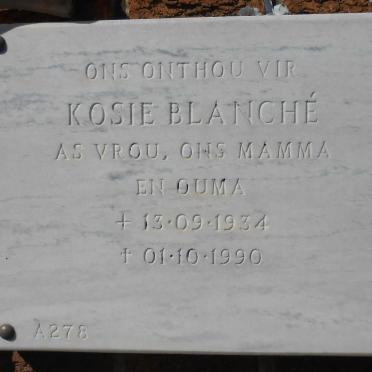 ONS ONTHOU VIR
KOSIE BLANCHÉ
AS VROU, ONS MAMMA
EN OUMA
+ 13·09·1934
† 01·10·1990
A278